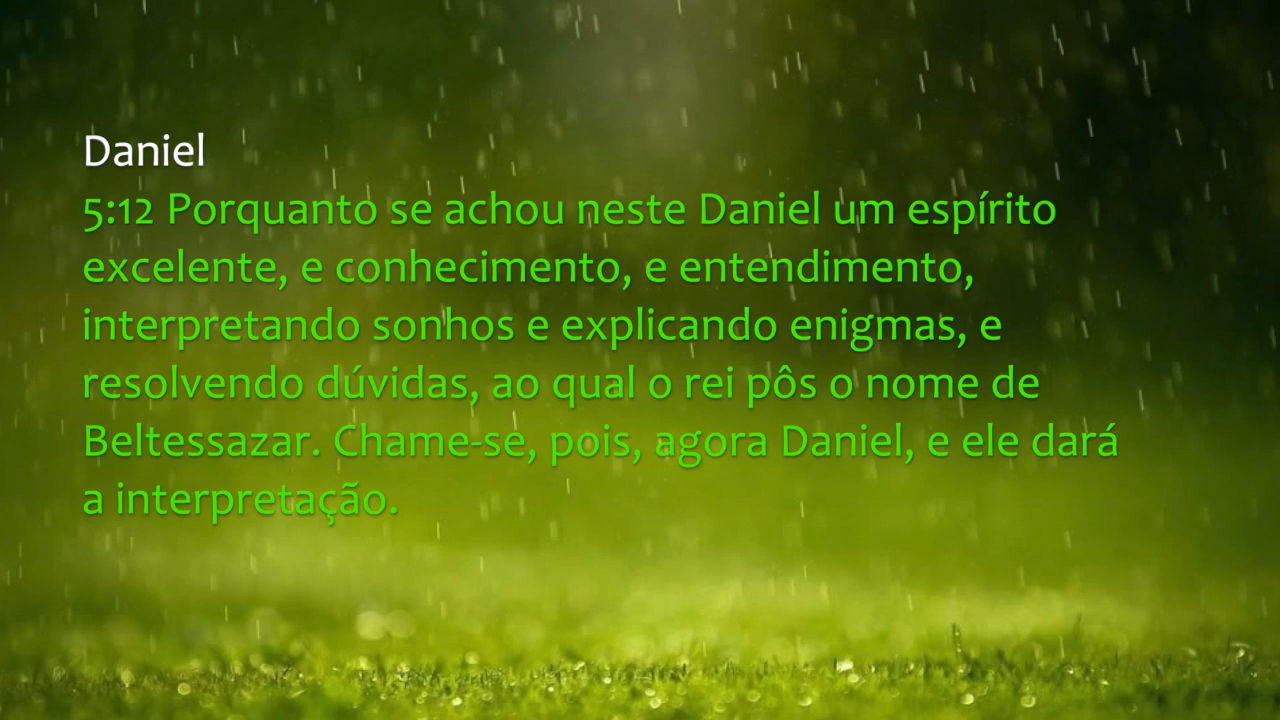 Daniel
5:12 Porquanto se achou neste Daniel um espírito
excelente, e conhecimento, e entendimento,
interpretando sonhos e explicando enigmas, e
resolvendo dúvidas, ao qual o rei pôs o nome de
Beltessazar. Chame-se, pois, agora Daniel, e ele dará
a interpretação.